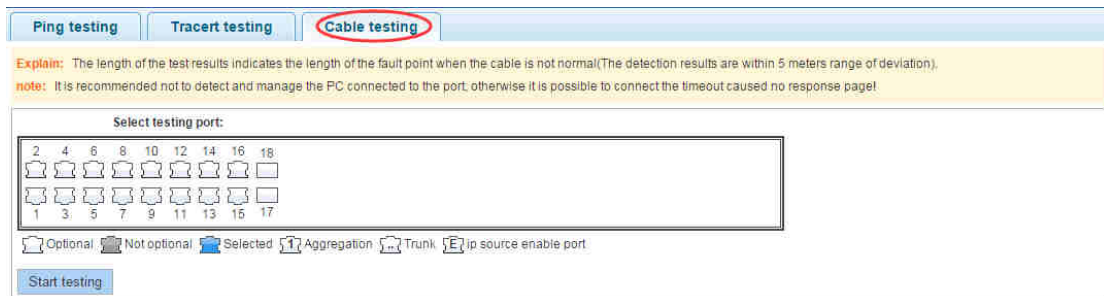 Ping testing Tracert testing Cable testing
Explain: The length of the test results indicates the length of the fault point when the cable is not normal(The detection results are within 5 meters range of deviation).
note: It is recommended not to detect and manage the PC connected to the port, otherwise it is possible to connect the timeout caused no response page!
Select testing port:
2 4 6 8 10 12 14 16 18
1 3 5 7 9 11 13 15 17
Optional Not optional Selected 1 Aggregation .. Trunk E ip source enable port
Start testing